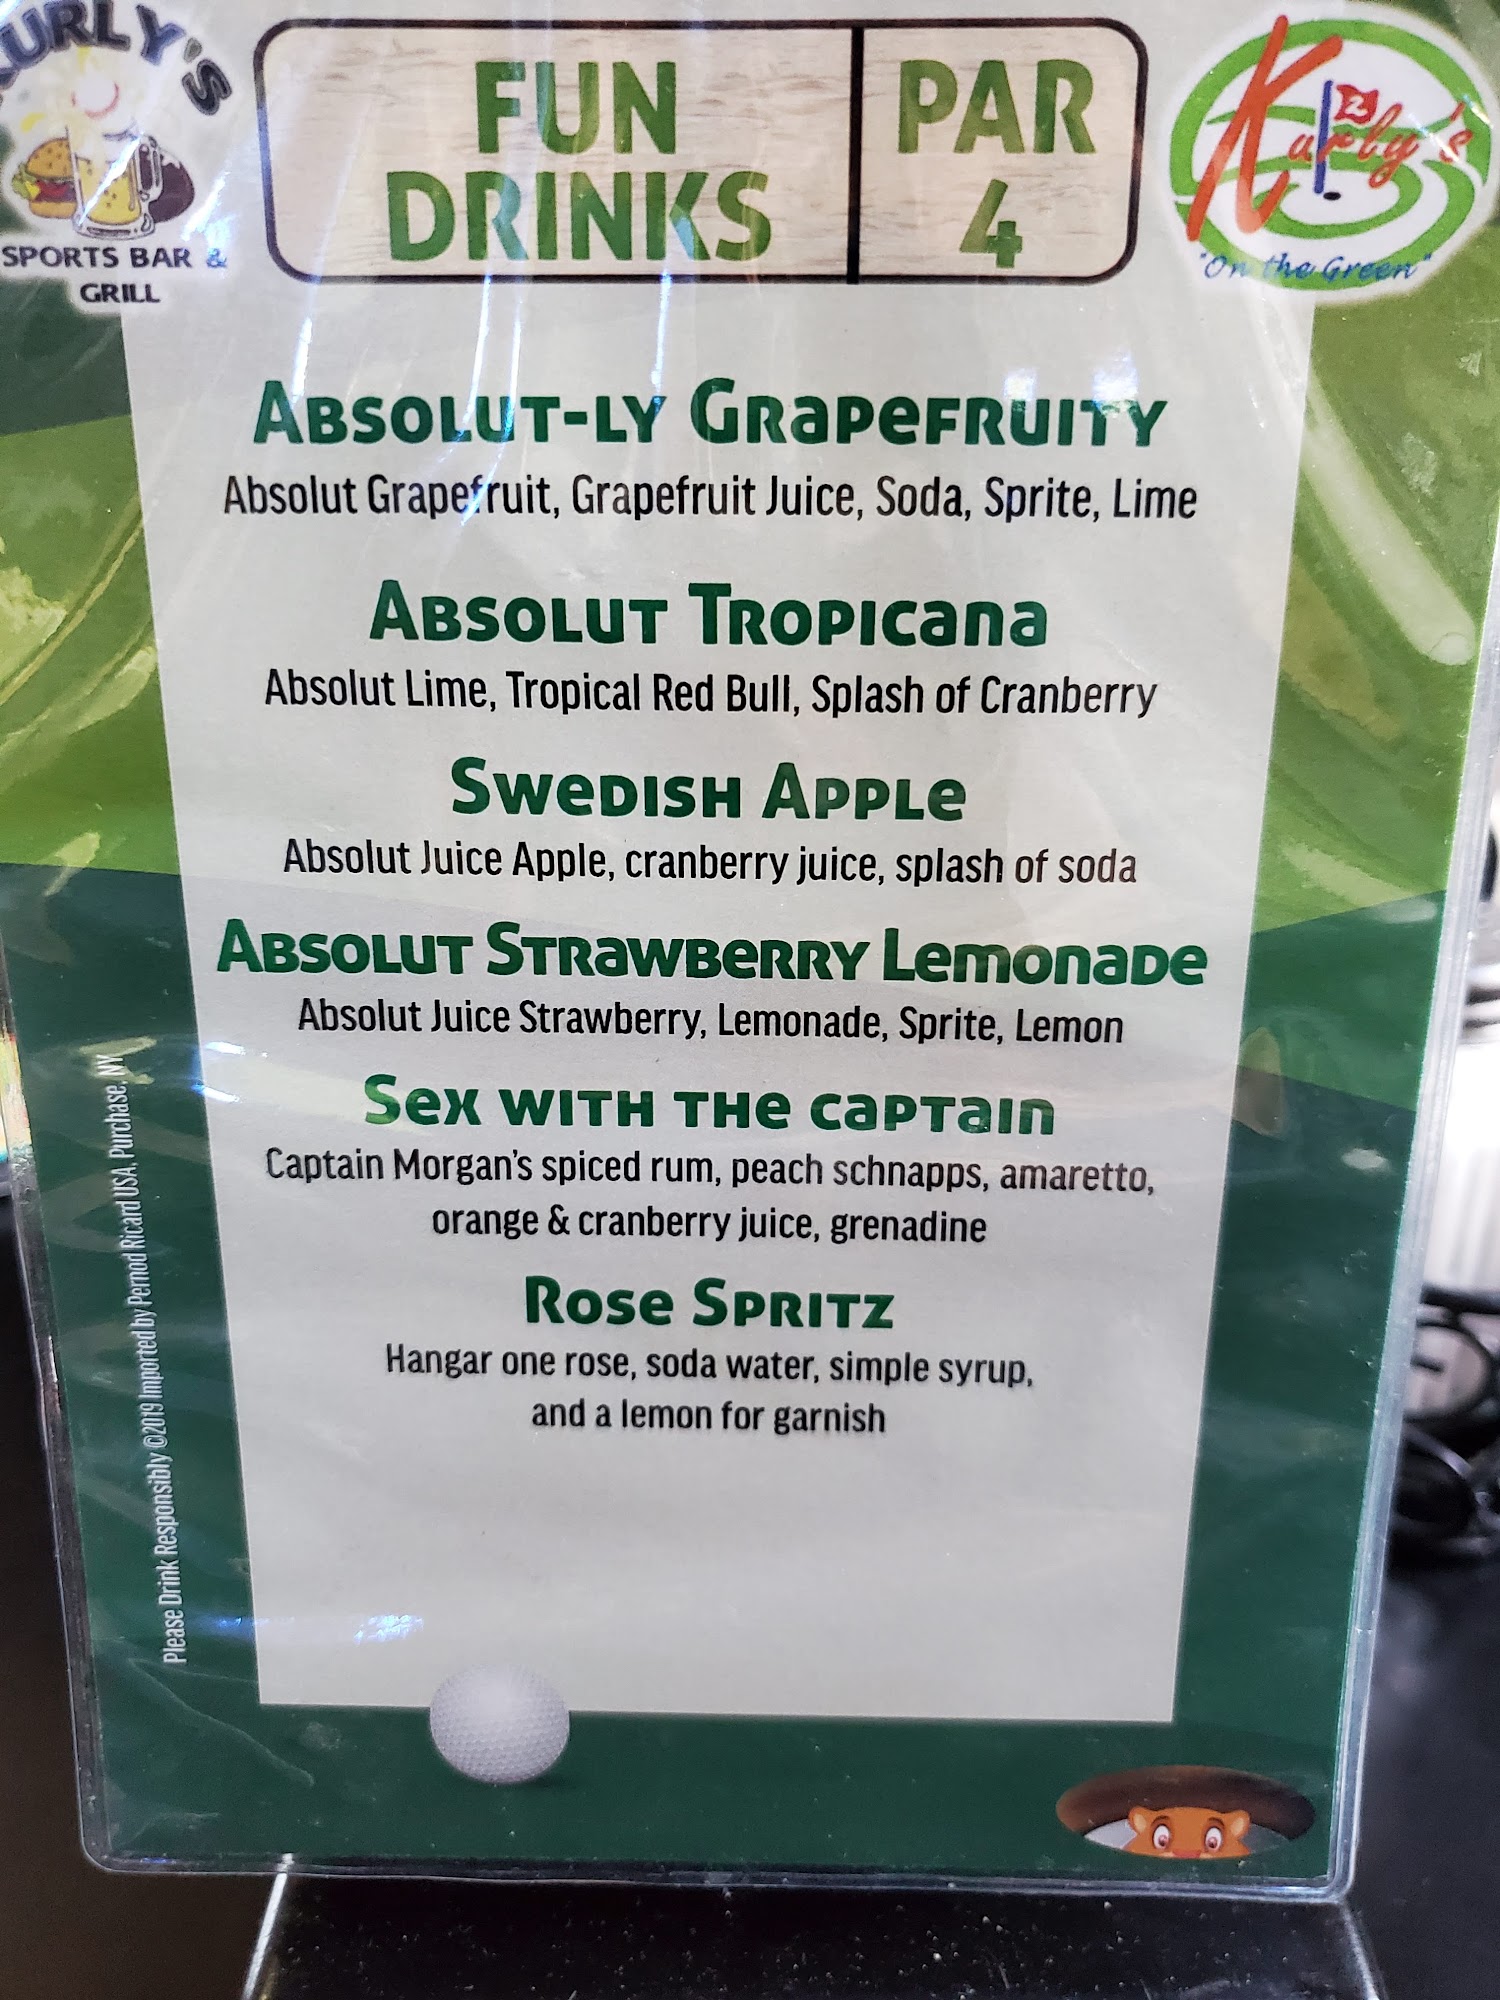 KURLY'S
SPORTS BAR &
GRILL
FUN
DRINKS
PAR
4
Kurly's
2
"On the Green"
ABSOLUT-LY GRAPEFRUITY
Absolut Grapefruit, Grapefruit Juice, Soda, Sprite, Lime
ABSOLUT TROPICANA
Absolut Lime, Tropical Red Bull, Splash of Cranberry
SWEDISH APPLE
Absolut Juice Apple, cranberry juice, splash of soda
ABSOLUT STRAWBERRY LEMONADE
Absolut Juice Strawberry, Lemonade, Sprite, Lemon
SEX WITH THE CAPTAIN
Captain Morgan's spiced rum, peach schnapps, amaretto,
orange & cranberry juice, grenadine
ROSE SPRITZ
Hangar one rose, soda water, simple syrup,
and a lemon for garnish
Please Drink Responsibly ©2019 Imported by Pernod Ricard USA, Purchase, NY